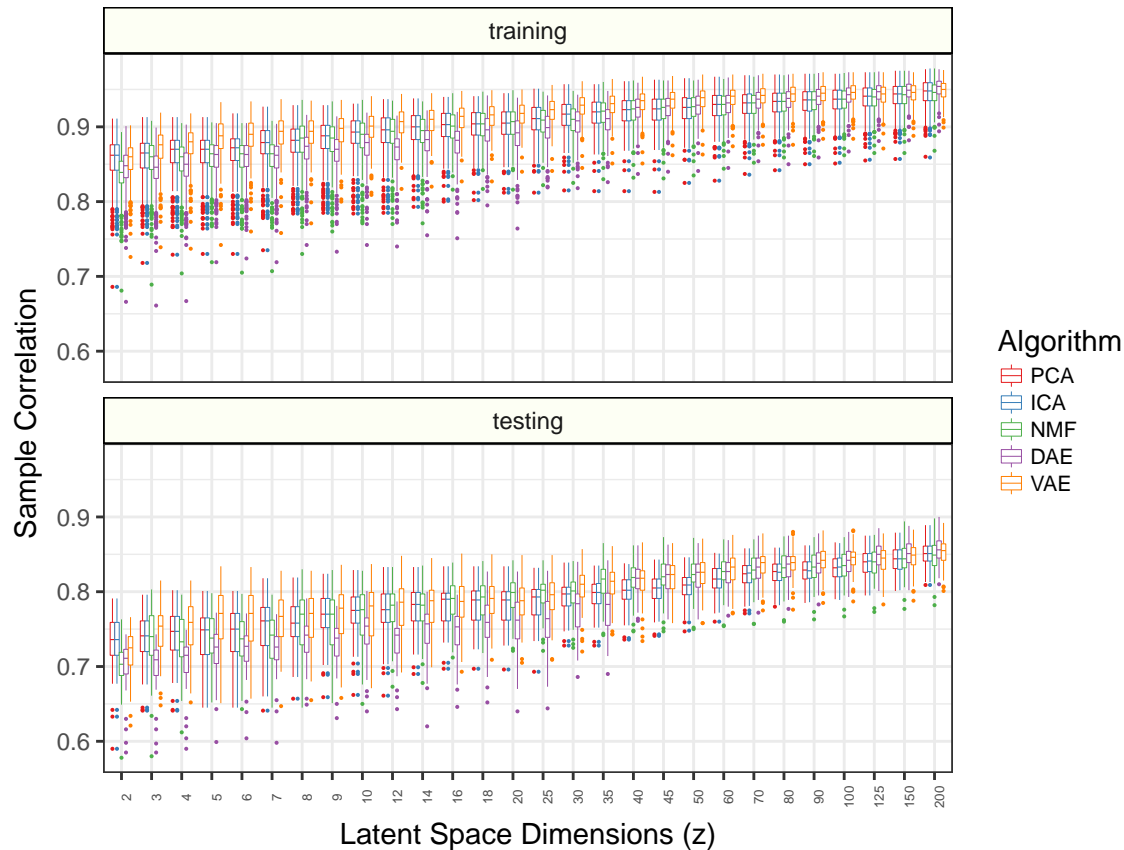 training
0.9
0.8
0.7
0.6
testing
0.9
0.8
0.7
0.6
Sample Correlation
2 3 4 5 6 7 8 9 10 12 14 16 18 20 25 30 35 40 45 50 60 70 80 90 100 125 150 200
Latent Space Dimensions (z)
Algorithm
PCA
ICA
NMF
DAE
VAE